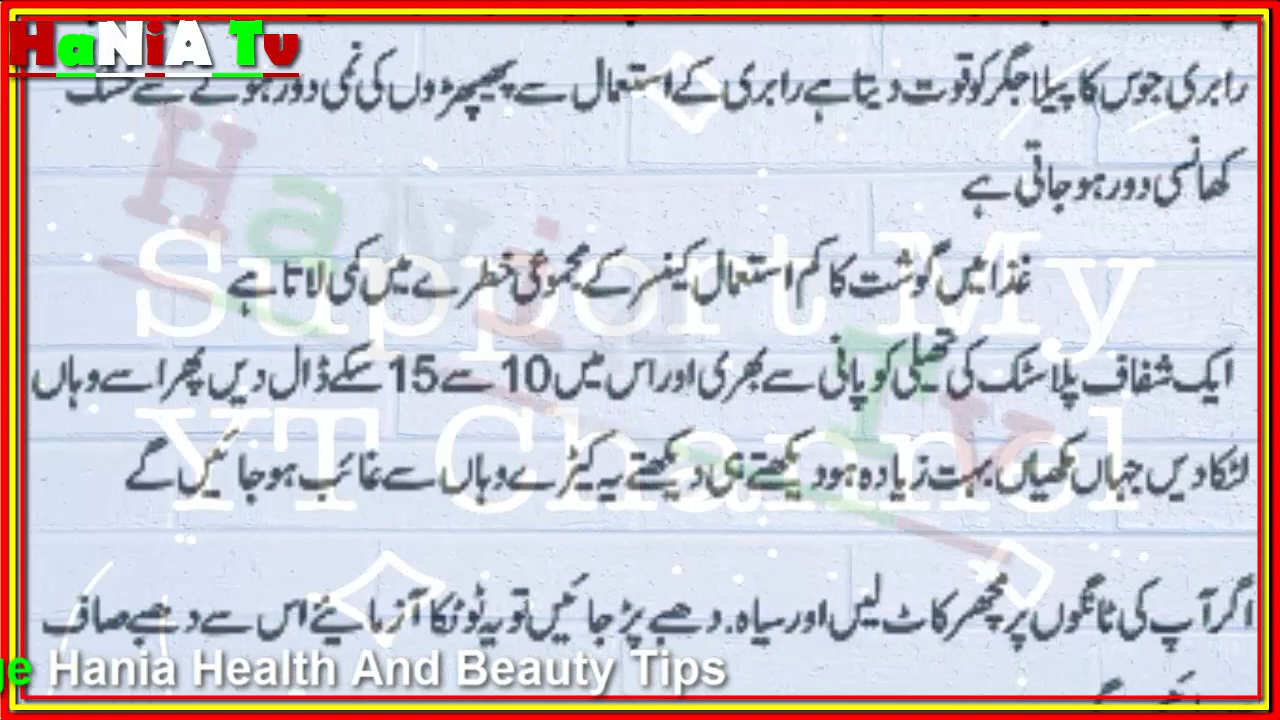 HaNiA Tv
رابری جوس کا پیلا جگر کو قوت دیتا ہے رابری کے استعمال سے پھیپھڑوں کی نمی دور ہونے سے خشک
کھانسی دور ہو جاتی ہے
غذا میں گوشت کا کم استعمال کینسر کے مجموعی خطرے میں کمی لاتا ہے
ایک شفاف پلاسٹک کی تھیلی کو پانی سے بھری اور اس میں 10 سے 15 سکے ڈال دیں پھر اسے وہاں
لٹکا دیں جہاں مکھیاں بہت زیادہ ہو دیکھتے ہی دیکھتے یہ کیڑے وہاں سے غائب ہو جائیں گے
اگر آپ کی ٹانگوں پر مچھر کاٹ لیں اور سیاہ . دھبے پڑ جائیں تو یہ ٹوٹکا آزمائیے اس سے دھبے صاف
Support My
YT Channel
HaNiA Tv
ge Hania Health And Beauty Tips